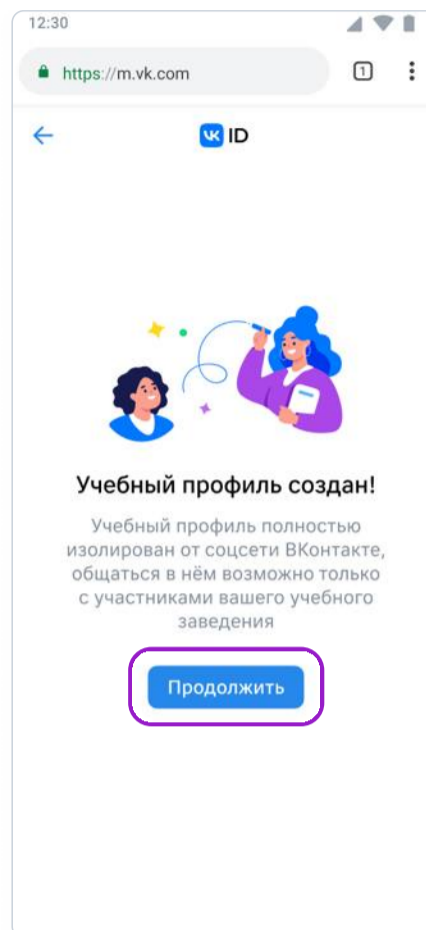 12:30
https://m.vk.com
1
VK ID
Учебный профиль создан!
Учебный профиль полностью
изолирован от соцсети ВКонтакте,
общаться в нём возможно только
с участниками вашего учебного
заведения
Продолжить